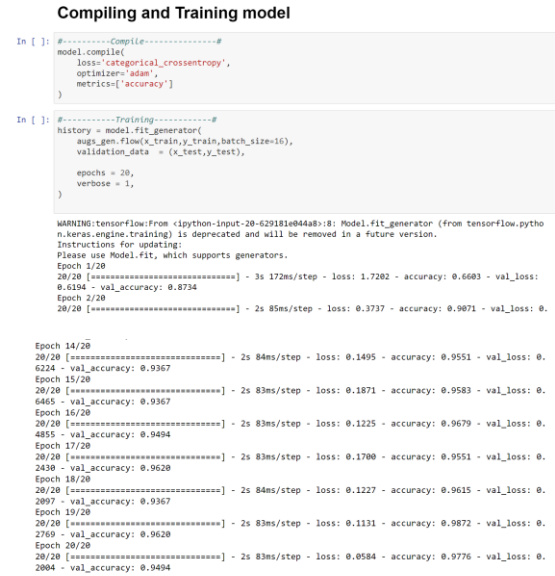 Compiling and Training model
In [ ]: #----------Compile---------------#
model.compile(
loss='categorical_crossentropy',
optimizer='adam',
metrics=['accuracy']
)
In [ ]: #-----------Training------------#
history = model.fit_generator(
augs_gen.flow(x_train,y_train,batch_size=16),
validation_data = (x_test,y_test),
epochs = 20,
verbose = 1,
)
WARNING:tensorflow:From <ipython-input-20-629181e044a8>:8: Model.fit_generator (from tensorflow.pytho
n.keras.engine.training) is deprecated and will be removed in a future version.
Instructions for updating:
Please use Model.fit, which supports generators.
Epoch 1/20
20/20 [==============================] - 3s 172ms/step - loss: 1.7202 - accuracy: 0.6603 - val_loss:
0.6194 - val_accuracy: 0.8734
Epoch 2/20
20/20 [==============================] - 2s 85ms/step - loss: 0.3737 - accuracy: 0.9071 - val_loss: 0.
Epoch 14/20
20/20 [==============================] - 2s 84ms/step - loss: 0.1495 - accuracy: 0.9551 - val_loss: 0.
6224 - val_accuracy: 0.9367
Epoch 15/20
20/20 [==============================] - 2s 83ms/step - loss: 0.1871 - accuracy: 0.9583 - val_loss: 0.
6465 - val_accuracy: 0.9367
Epoch 16/20
20/20 [==============================] - 2s 83ms/step - loss: 0.1225 - accuracy: 0.9679 - val_loss: 0.
4855 - val_accuracy: 0.9494
Epoch 17/20
20/20 [==============================] - 2s 83ms/step - loss: 0.1700 - accuracy: 0.9551 - val_loss: 0.
2430 - val_accuracy: 0.9620
Epoch 18/20
20/20 [==============================] - 2s 84ms/step - loss: 0.1227 - accuracy: 0.9615 - val_loss: 0.
2097 - val_accuracy: 0.9367
Epoch 19/20
20/20 [==============================] - 2s 83ms/step - loss: 0.1131 - accuracy: 0.9872 - val_loss: 0.
2769 - val_accuracy: 0.9620
Epoch 20/20
20/20 [==============================] - 2s 83ms/step - loss: 0.0584 - accuracy: 0.9776 - val_loss: 0.
2004 - val_accuracy: 0.9494